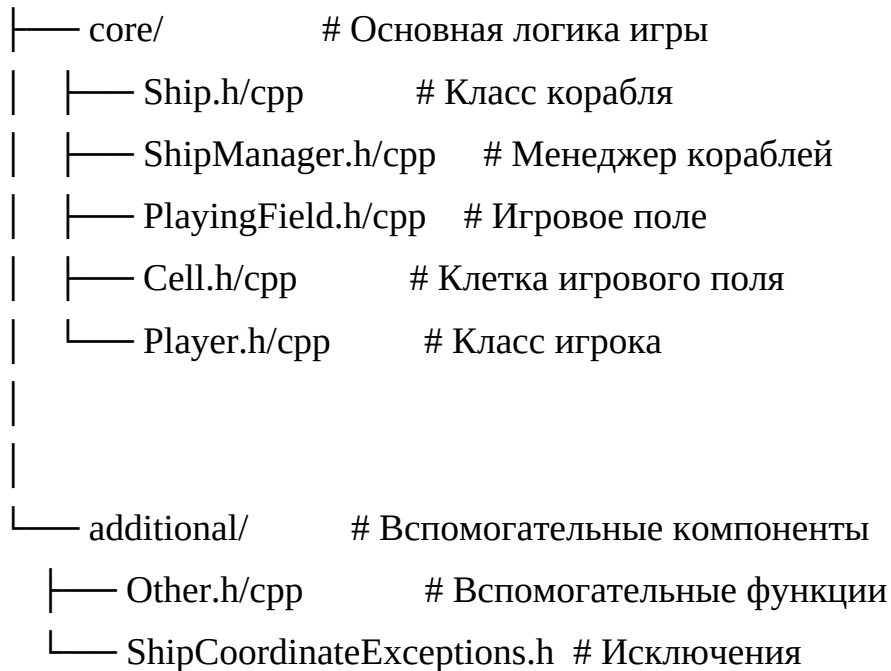 ├── core/ # Основная логика игры
│ ├── Ship.h/cpp # Класс корабля
│ ├── ShipManager.h/cpp # Менеджер кораблей
│ ├── PlayingField.h/cpp # Игровое поле
│ ├── Cell.h/cpp # Клетка игрового поля
│ └── Player.h/cpp # Класс игрока
│
│
└── additional/ # Вспомогательные компоненты
├── Other.h/cpp # Вспомогательные функции
└── ShipCoordinateExceptions.h # Исключения